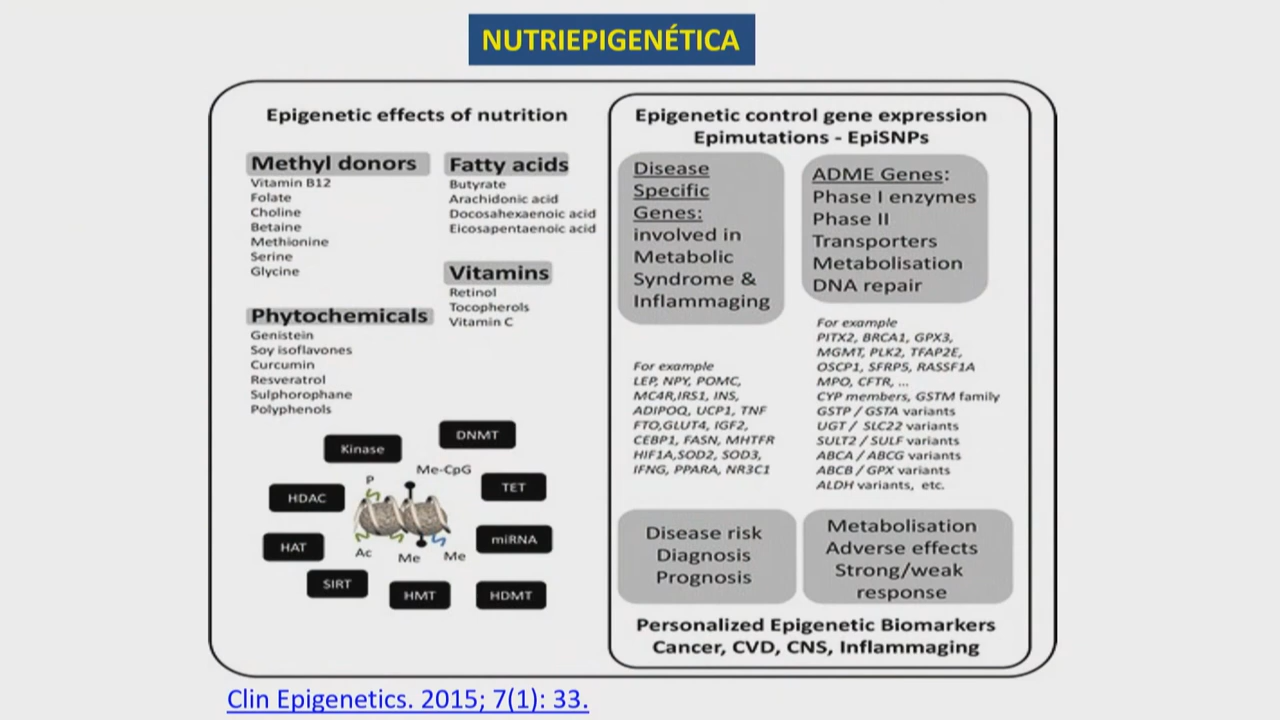 NUTRIEPIGENÉTICA
Epigenetic effects of nutrition
Methyl donors
Vitamin B12
Folate
Choline
Betaine
Methionine
Serine
Glycine
Fatty acids
Butyrate
Arachidonic acid
Docosahexaenoic acid
Eicosapentaenoic acid
Vitamins
Retinol
Tocopherols
Vitamin C
Phytochemicals
Genistein
Soy isoflavones
Curcumin
Resveratrol
Sulphorophane
Polyphenols
Kinase
DNMT
P
Me-CpG
HDAC
TET
HAT
miRNA
Ac
Me
Me
SIRT
HMT
HDMT
Epigenetic control gene expression
Epimutations - EpiSNPs
Disease
Specific
Genes:
involved in
Metabolic
Syndrome &
Inflammaging
For example
LEP, NPY, POMC,
MC4R,IRS1, INS,
ADIPOQ, UCP1, TNF
FTO,GLUT4, IGF2,
CEBP1, FASN, MHTFR
HIF1A,SOD2, SOD3,
IFNG, PPARA, NR3C1
Disease risk
Diagnosis
Prognosis
ADME Genes:
Phase I enzymes
Phase II
Transporters
Metabolisation
DNA repair
For example
PITX2, BRCA1, GPX3,
MGMT, PLK2, TFAP2E,
OSCP1, SFRP5, RASSF1A
MPO, CFTR, ...
CYP members, GSTM family
GSTP / GSTA variants
UGT / SLC22 variants
SULT2 / SULF variants
ABCA / ABCG variants
ABCB / GPX variants
ALDH variants, etc.
Metabolisation
Adverse effects
Strong/weak
response
Personalized Epigenetic Biomarkers
Cancer, CVD, CNS, Inflammaging
Clin Epigenetics. 2015; 7(1): 33.